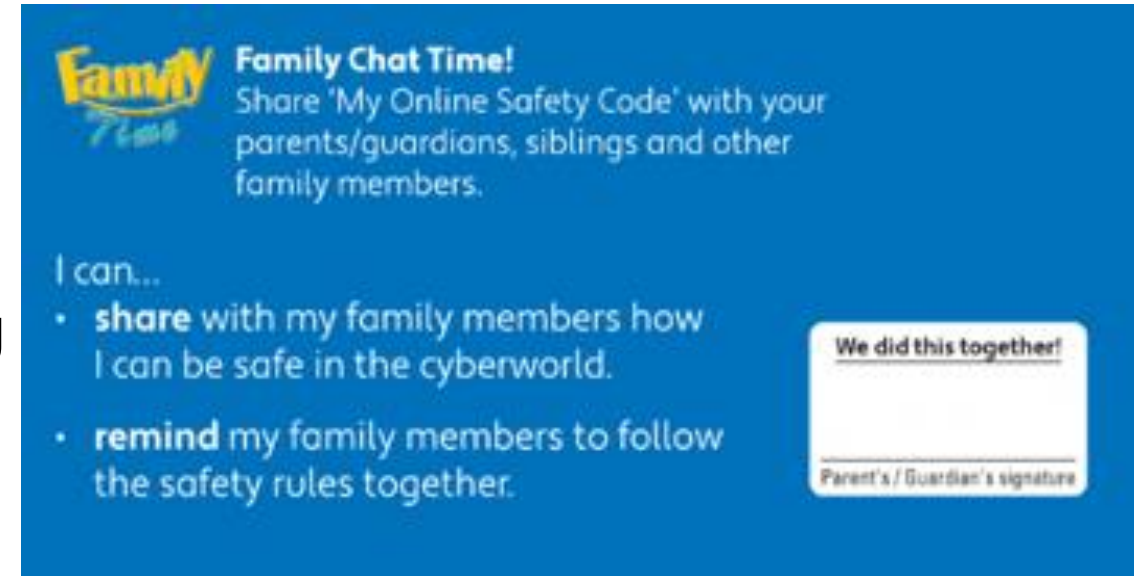 Family
Time
Family Chat Time!
Share 'My Online Safety Code' with your
parents/guardians, siblings and other
family members.
I can...
• share with my family members how
I can be safe in the cyberworld.
• remind my family members to follow
the safety rules together.
We did this together!
Parent's / Guardian's signature